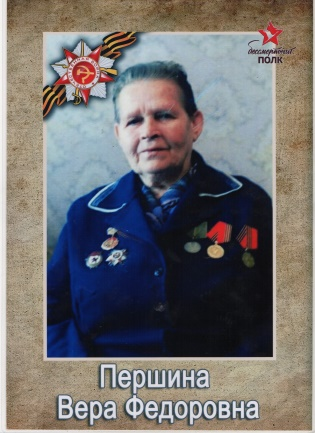 бессмертный
ПОЛК
Першина
Вера Федоровна